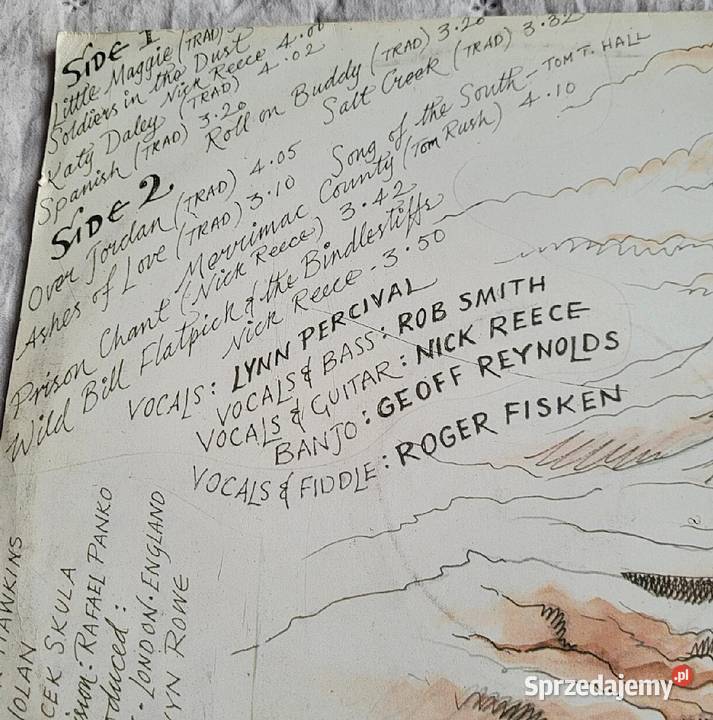 SIDE 1
Little Maggie (TRAD)
Soldiers in the Dust
Nick Reece 4.00
Katy Daley (TRAD) 4.02
Spanish (TRAD) 3.20
Roll on Buddy (TRAD) 3.20
Salt Creek (TRAD) 3.32
SIDE 2
Over Jordan (TRAD) 4.05
Ashes of Love (TRAD) 3.10
Song of the South - TOM T. HALL
Merrimac County (Tom Rush) 4.10
Prison Chant (Nick Reece) 3.42
Wild Bill Flatpick & the Bindlestiffs
Nick Reece - 3.50
VOCALS: LYNN PERCIVAL
VOCALS & BASS: ROB SMITH
VOCALS & GUITAR: NICK REECE
BANJO: GEOFF REYNOLDS
VOCALS & FIDDLE: ROGER FISKEN
HAWKINS
NOLAN
CEK SKULA
RAFAEL PANKO
oduced:
LONDON. ENGLAND
YN ROWE
Sprzedajemy.pl